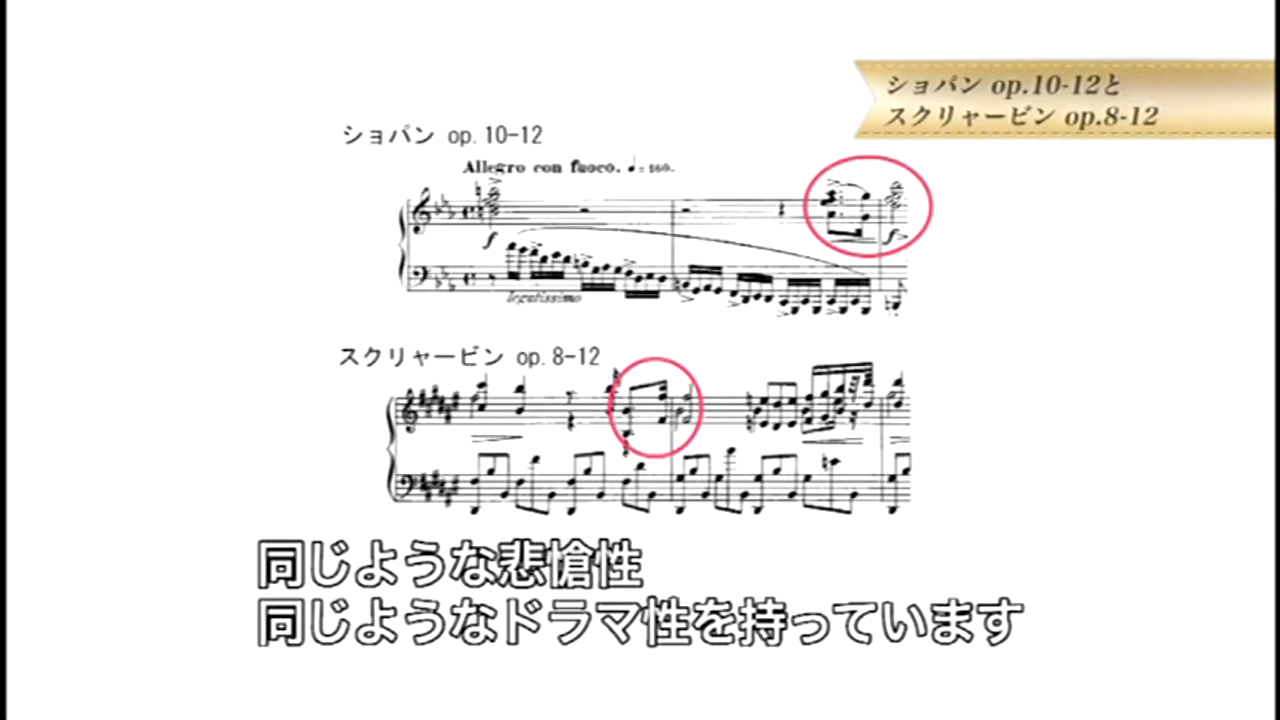 ショパン op.10-12と
スクリャービン op.8-12
ショパン op. 10-12
Allegro con fuoco. ♩=160.
f
f
legatissimo
スクリャービン op. 8-12
同じような悲愴性
同じようなドラマ性を持っています